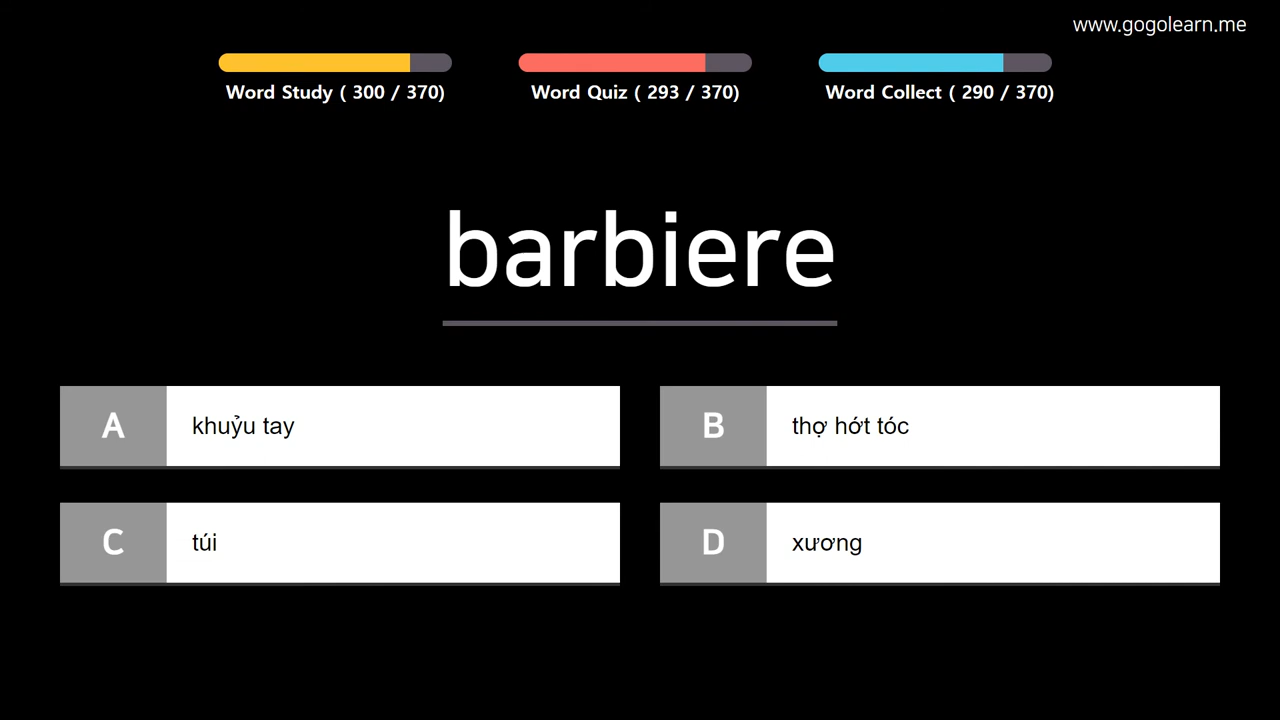 www.gogolearn.me
Word Study ( 300 / 370)
Word Quiz ( 293 / 370)
Word Collect ( 290 / 370)
barbiere
A khuỷu tay
B thợ hớt tóc
C túi
D xương